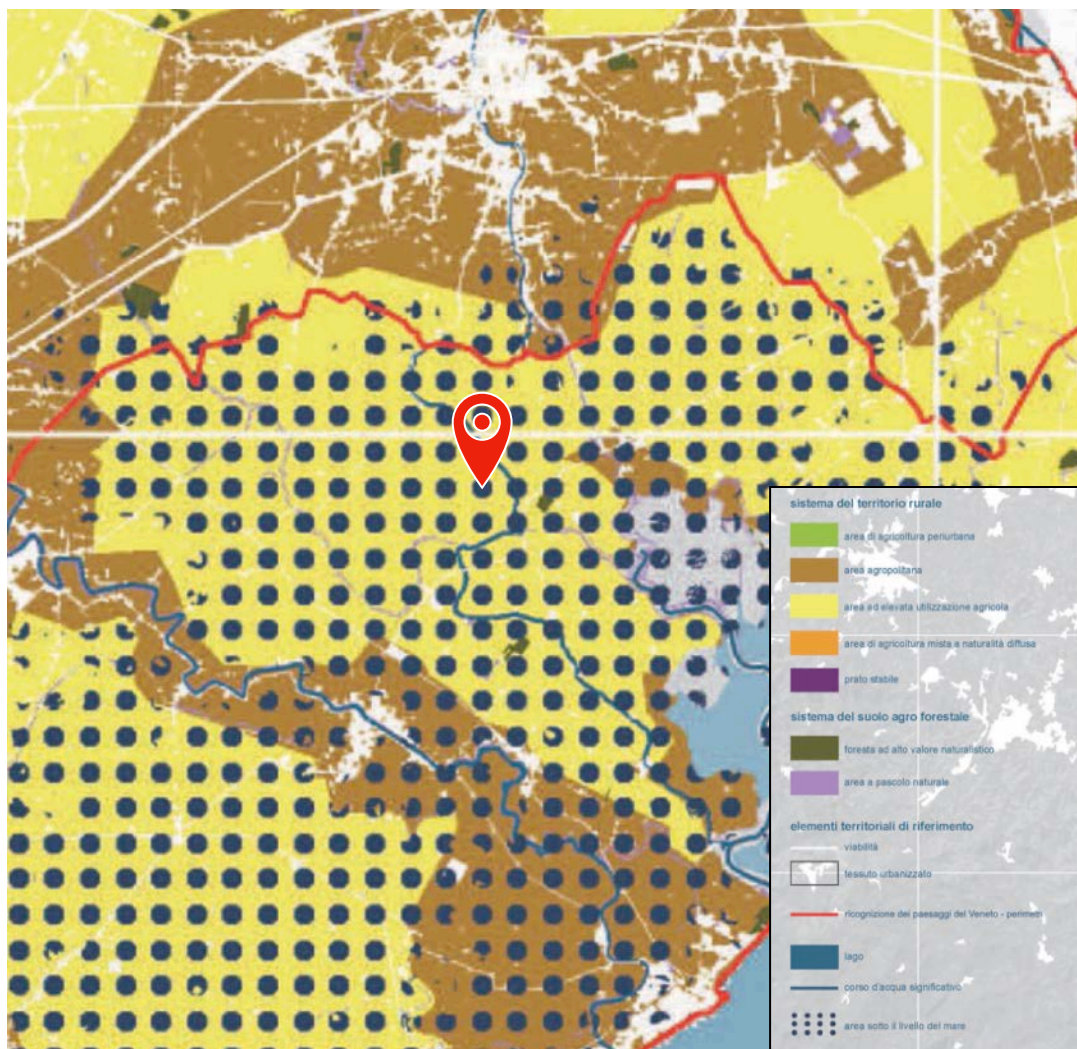 sistema del territorio rurale
area di agricoltura periurbana
area agropolitana
area ad elevata utilizzazione agricola
area di agricoltura mista a naturalità diffusa
prato stabile
sistema del suolo agro forestale
foresta ad alto valore naturalistico
area a pascolo naturale
elementi territoriali di riferimento
viabilità
tessuto urbanizzato
ricognizione dei paesaggi del Veneto - perimetri
lago
corso d'acqua significativo
area sotto il livello del mare